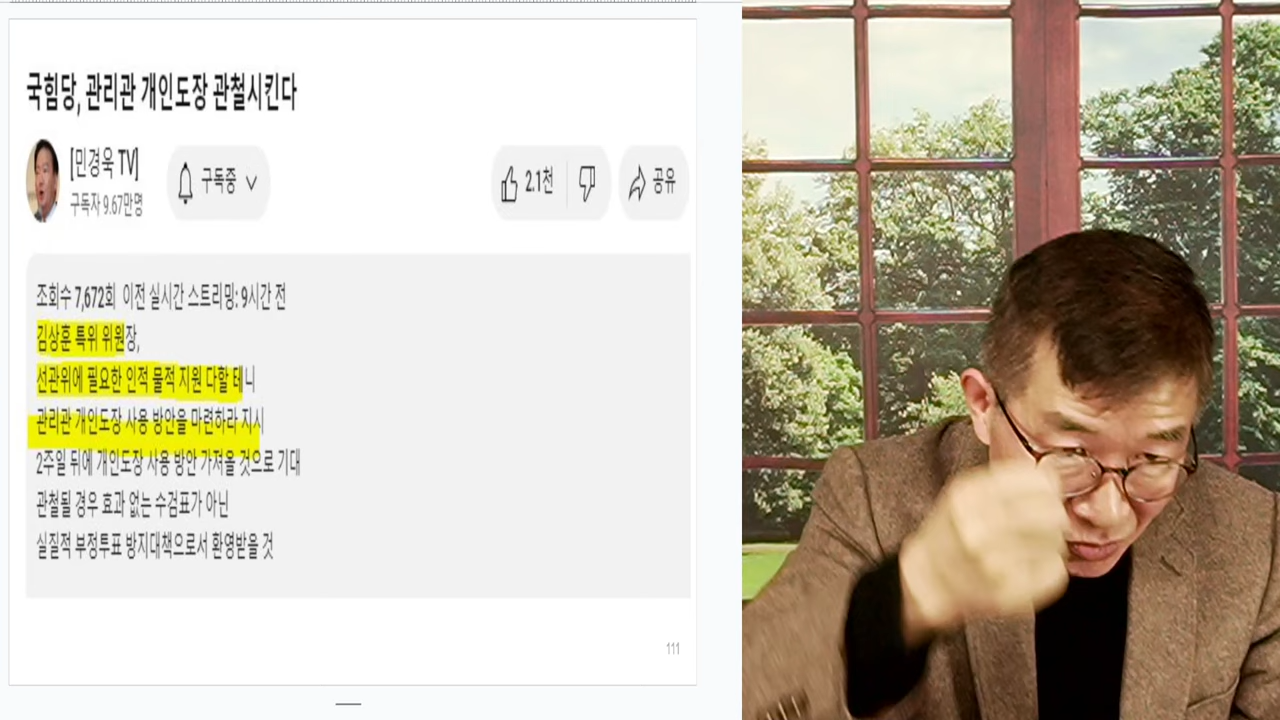 국힘당, 관리관 개인도장 관철시킨다
[민경욱 TV]
구독자 9.67만명
구독중
2.1천
공유
조회수 7,672회 이전 실시간 스트리밍: 9시간 전
김상훈 특위 위원장,
선관위에 필요한 인적 물적 지원 다할 테니
관리관 개인도장 사용 방안을 마련하라 지시
2주일 뒤에 개인도장 사용 방안 가져올 것으로 기대
관철될 경우 효과 없는 수검표가 아닌
실질적 부정투표 방지대책으로서 환영받을 것
111